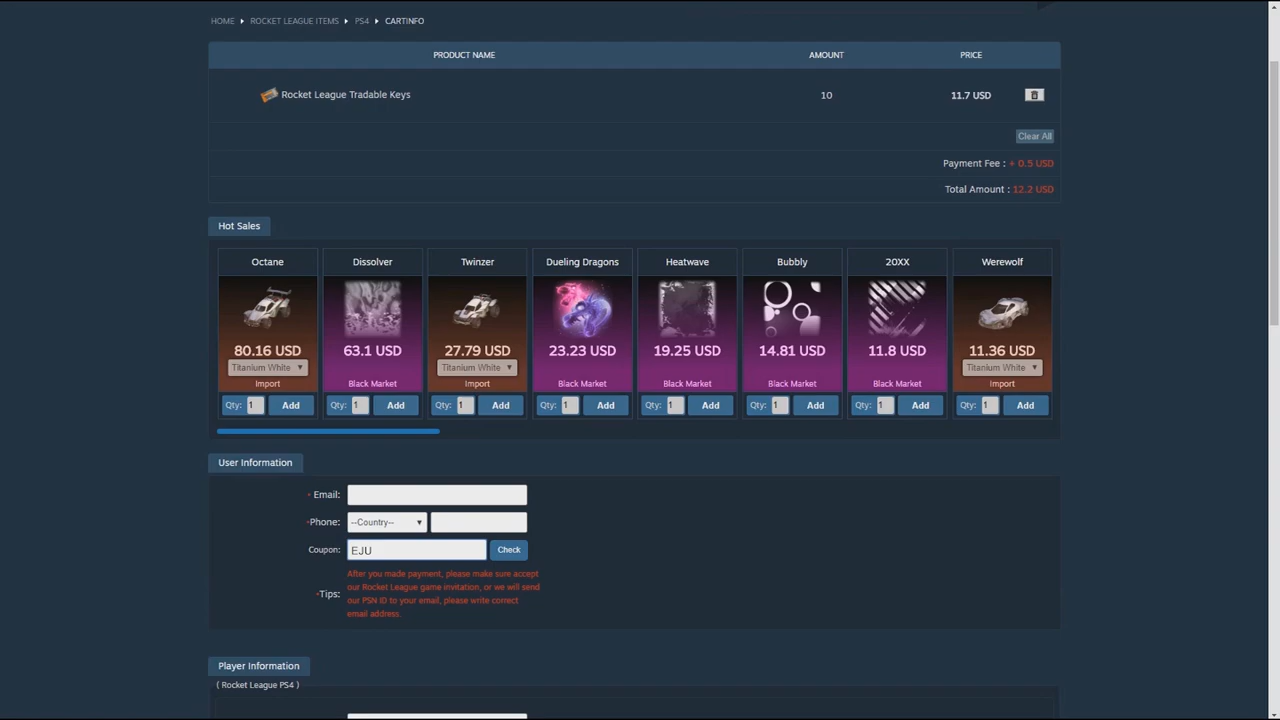 HOME ▸ ROCKET LEAGUE ITEMS ▸ PS4 ▸ CARTINFO
PRODUCT NAME AMOUNT PRICE
Rocket League Tradable Keys 10 11.7 USD
Clear All
Payment Fee : + 0.5 USD
Total Amount : 12.2 USD
Hot Sales
Octane Dissolver Twinzer Dueling Dragons Heatwave Bubbly 20XX Werewolf
80.16 USD 63.1 USD 27.79 USD 23.23 USD 19.25 USD 14.81 USD 11.8 USD 11.36 USD
Titanium White Titanium White Titanium White
Import Black Market Import Black Market Black Market Black Market Black Market Import
Qty: 1 Add Qty: 1 Add Qty: 1 Add Qty: 1 Add Qty: 1 Add Qty: 1 Add Qty: 1 Add Qty: 1 Add
User Information
* Email:
*Phone: --Country--
Coupon: EJU Check
After you made payment, please make sure accept
our Rocket League game invitation, or we will send
*Tips:
our PSN ID to your email, please write correct
email address.
Player Information
( Rocket League PS4 )